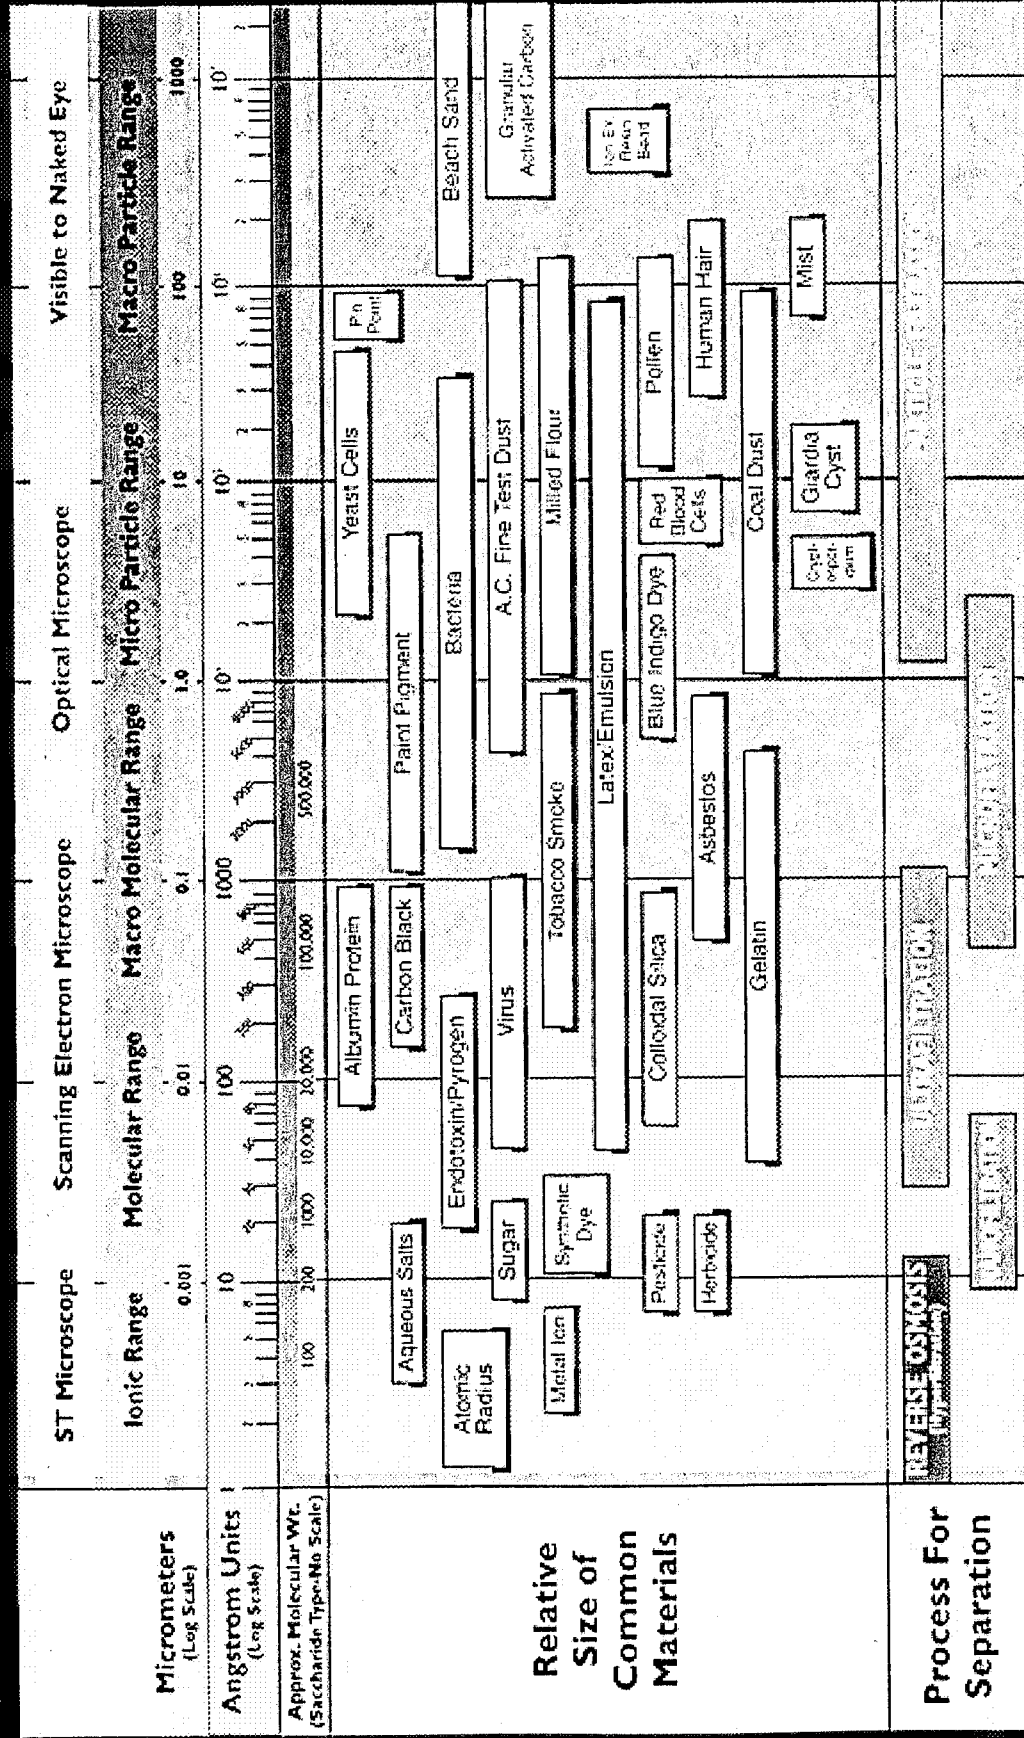 ST Microscope
Scanning Electron Microscope
Optical Microscope
Visible to Naked Eye
Ionic Range
Molecular Range
Macro Molecular Range
Micro Particle Range
Macro Particle Range
Micrometers
(Log Scale)
0.001
0.01
0.1
1.0
10
100
1000
Angstrom Units
(Log Scale)
1
10
100
1000
Approx. Molecular Wt.
(Saccharide Type-No Scale)
100
200
1000
10,000
20,000
100,000
500,000
Relative
Size of
Common
Materials
Albumin Protein
Yeast Cells
Pin
Point
Aqueous Salts
Carbon Black
Paint Pigment
Atomic
Radius
Endotoxin/Pyrogen
Bacteria
Beach Sand
Sugar
Virus
A.C. Fine Test Dust
Granular
Activated Carbon
Metal Ion
Synthetic
Dye
Tobacco Smoke
Milled Flour
Latex/Emulsion
Ion Ex.
Resin
Bead
Pesticide
Colloidal Silica
Blue Indigo Dye
Red
Blood
Cells
Pollen
Herbicide
Asbestos
Human Hair
Gelatin
Coal Dust
Giardia
Cyst
Mist
Process For
Separation
REVERSE OSMOSIS
ULTRAFILTRATION